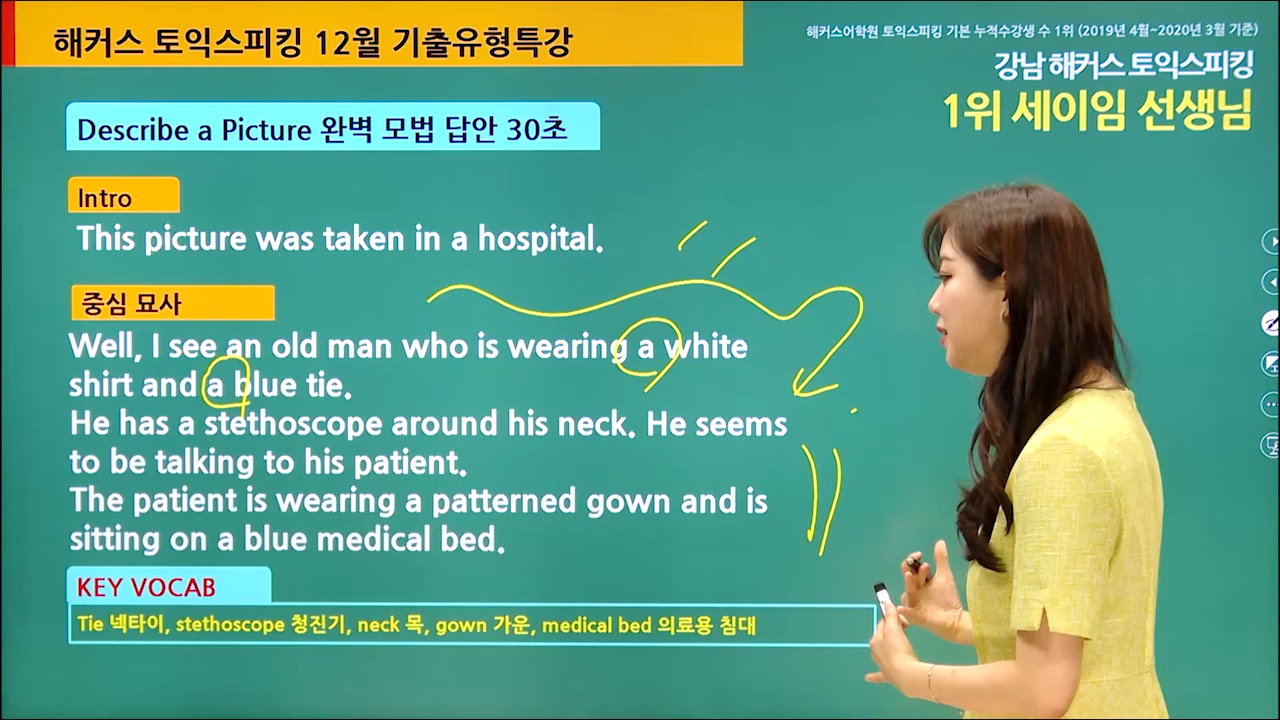 해커스 토익스피킹 12월 기출유형특강
해커스어학원 토익스피킹 기본 누적수강생 수 1위 (2019년 4월~2020년 3월 기준)
강남 해커스 토익스피킹
1위 세이임 선생님
Describe a Picture 완벽 모법 답안 30초
Intro
This picture was taken in a hospital.
중심 묘사
Well, I see an old man who is wearing a white
shirt and a blue tie.
He has a stethoscope around his neck. He seems
to be talking to his patient.
The patient is wearing a patterned gown and is
sitting on a blue medical bed.
KEY VOCAB
Tie 넥타이, stethoscope 청진기, neck 목, gown 가운, medical bed 의료용 침대